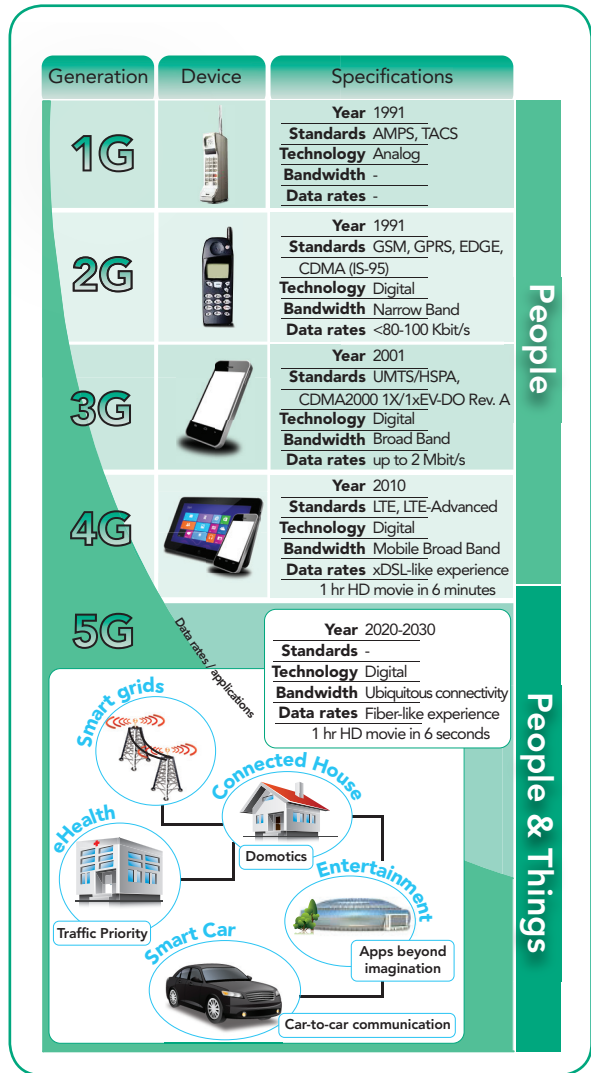 Generation Device Specifications
1G
Year 1991
Standards AMPS, TACS
Technology Analog
Bandwidth -
Data rates -
2G
Year 1991
Standards GSM, GPRS, EDGE,
CDMA (IS-95)
Technology Digital
Bandwidth Narrow Band
Data rates <80-100 Kbit/s
3G
Year 2001
Standards UMTS/HSPA,
CDMA2000 1X/1xEV-DO Rev. A
Technology Digital
Bandwidth Broad Band
Data rates up to 2 Mbit/s
4G
Year 2010
Standards LTE, LTE-Advanced
Technology Digital
Bandwidth Mobile Broad Band
Data rates xDSL-like experience
1 hr HD movie in 6 minutes
People
5G
Data rates / applications
Year 2020-2030
Standards -
Technology Digital
Bandwidth Ubiquitous connectivity
Data rates Fiber-like experience
1 hr HD movie in 6 seconds
People & Things
Smart grids
Connected House
Domotics
eHealth
Traffic Priority
Entertainment
Apps beyond
imagination
Smart Car
Car-to-car communication